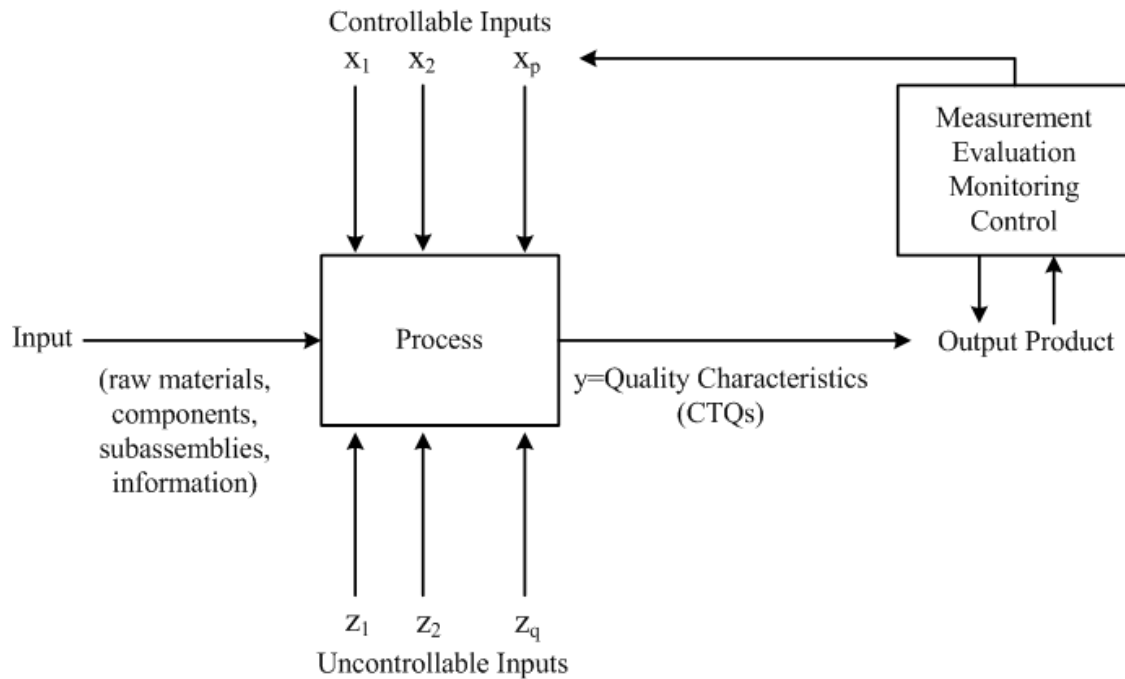 Controllable Inputs
x₁ x₂ xₚ
Measurement
Evaluation
Monitoring
Control
Input
Process
Output Product
(raw materials,
components,
subassemblies,
information)
y=Quality Characteristics
(CTQs)
z₁ z₂ z_q
Uncontrollable Inputs